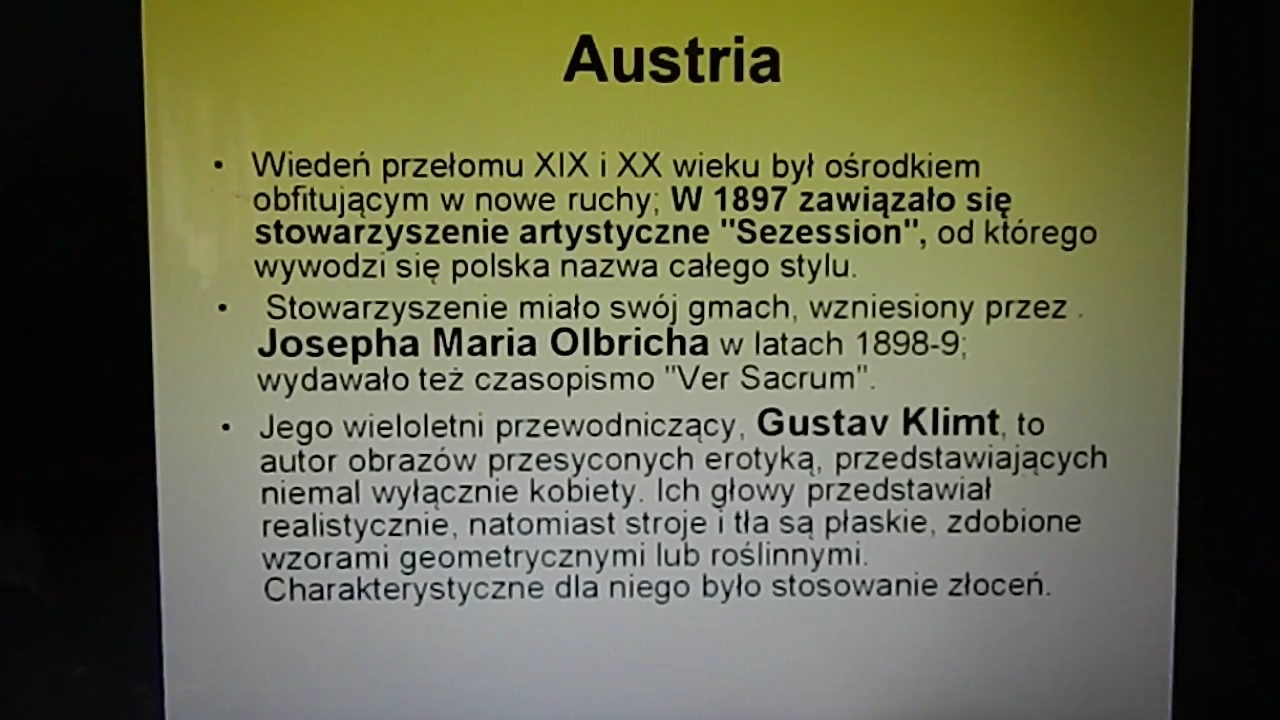 Austria
• Wiedeń przełomu XIX i XX wieku był ośrodkiem
obfitującym w nowe ruchy; W 1897 zawiązało się
stowarzyszenie artystyczne "Sezession", od którego
wywodzi się polska nazwa całego stylu.
• Stowarzyszenie miało swój gmach, wzniesiony przez .
Josepha Maria Olbricha w latach 1898-9;
wydawało też czasopismo "Ver Sacrum".
• Jego wieloletni przewodniczący, Gustav Klimt, to
autor obrazów przesyconych erotyką, przedstawiających
niemal wyłącznie kobiety. Ich głowy przedstawiał
realistycznie, natomiast stroje i tła są płaskie, zdobione
wzorami geometrycznymi lub roślinnymi.
Charakterystyczne dla niego było stosowanie złoceń.